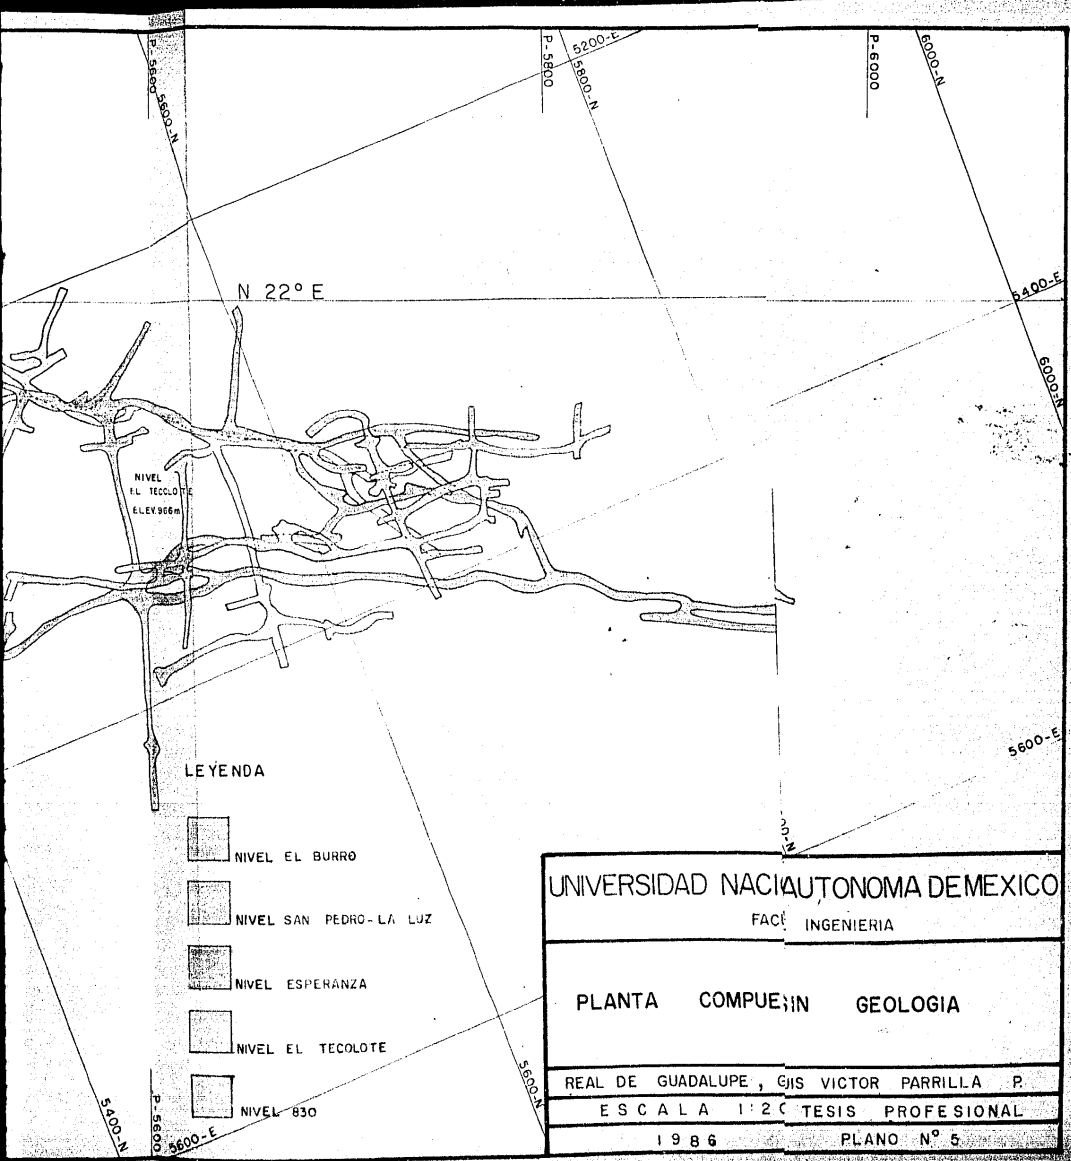 P-5600
5600-N
P-5800
5200-E
5800-N
P-6000
6000-N
N 22° E
5400-E
6000-N
NIVEL
EL TECOLOTE
ELEV. 966m
5600-E
LEYENDA
NIVEL EL BURRO
NIVEL SAN PEDRO-LA LUZ
NIVEL ESPERANZA
NIVEL EL TECOLOTE
NIVEL 830
5400-N
P-5600
5600-E
5600-N
UNIVERSIDAD NACI AUTONOMA DE MEXICO
FAC INGENIERIA
PLANTA COMPUE IN GEOLOGIA
REAL DE GUADALUPE, G IS VICTOR PARRILLA P.
ESCALA 1:20 TESIS PROFESIONAL
1986 PLANO Nº 5